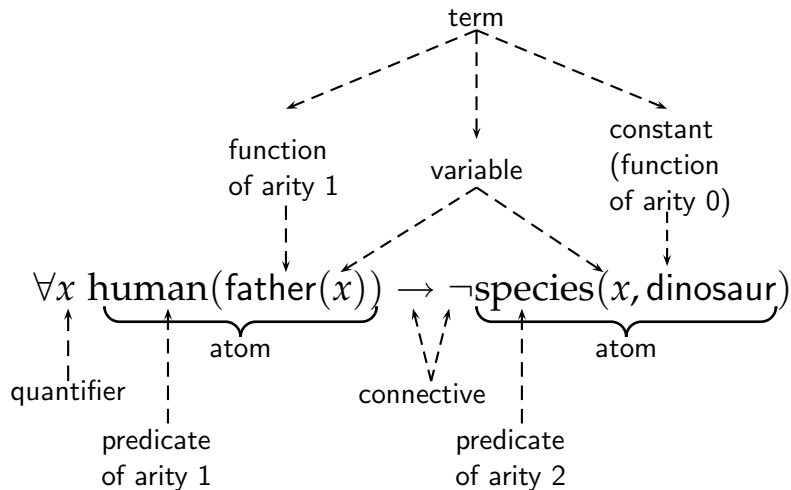 term
function
of arity 1
variable
constant
(function
of arity 0)
∀x human(father(x)) → ¬species(x, dinosaur)
atom
atom
quantifier
connective
predicate
of arity 1
predicate
of arity 2